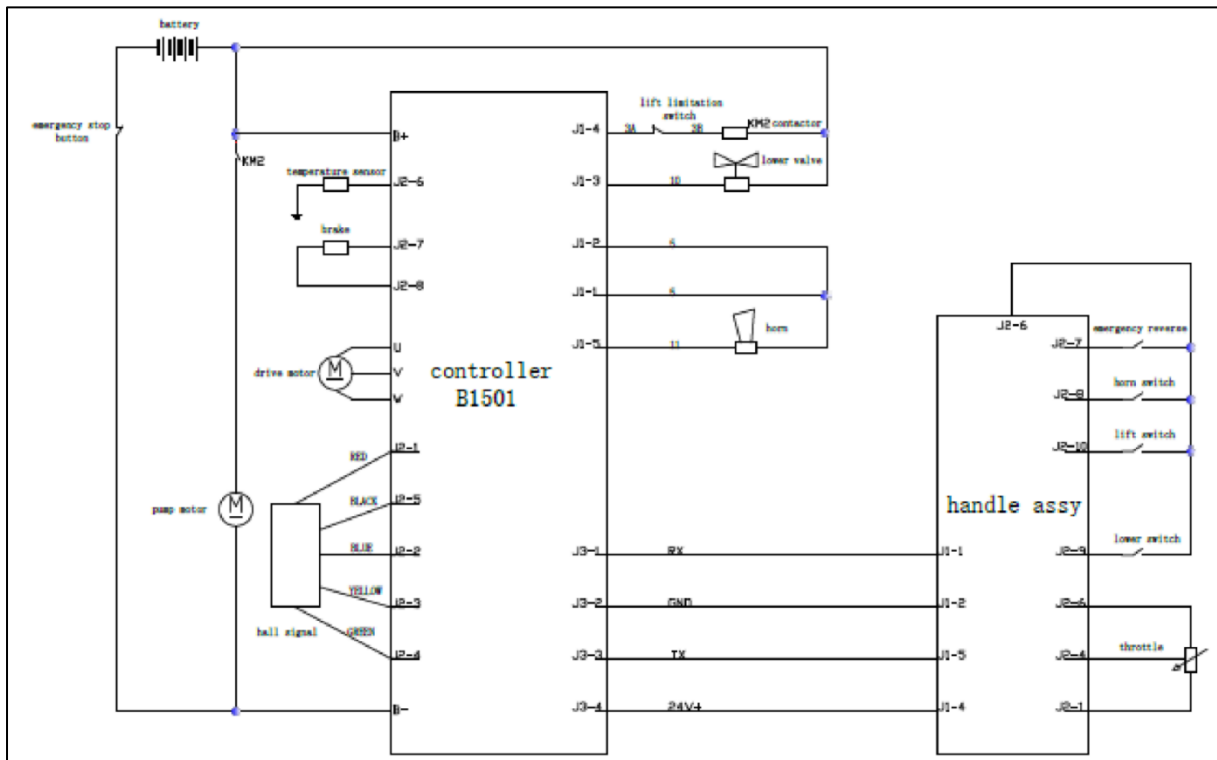 battery
emergency stop
button
KM2
B+
temperature sensor
J2-6
brake
J2-7
J2-8
U
drive motor
M
V
W
controller
B1501
RED
J2-1
BLACK
J2-5
pump motor
M
BLUE
J2-2
YELLOW
J2-3
hall signal
GREEN
J2-4
B-
lift limitation
switch
J1-4
3A
3B
KM2 contactor
lower valve
J1-3
10
J1-2
5
J1-1
6
horn
J1-5
11
J3-1
RX
J1-1
J3-2
GND
J1-2
J3-3
TX
J1-5
J3-4
24V+
J1-4
J2-6
emergency reverse
J2-7
horn switch
J2-8
lift switch
J2-10
handle assy
lower switch
J2-9
J2-6
throttle
J2-4
J2-1